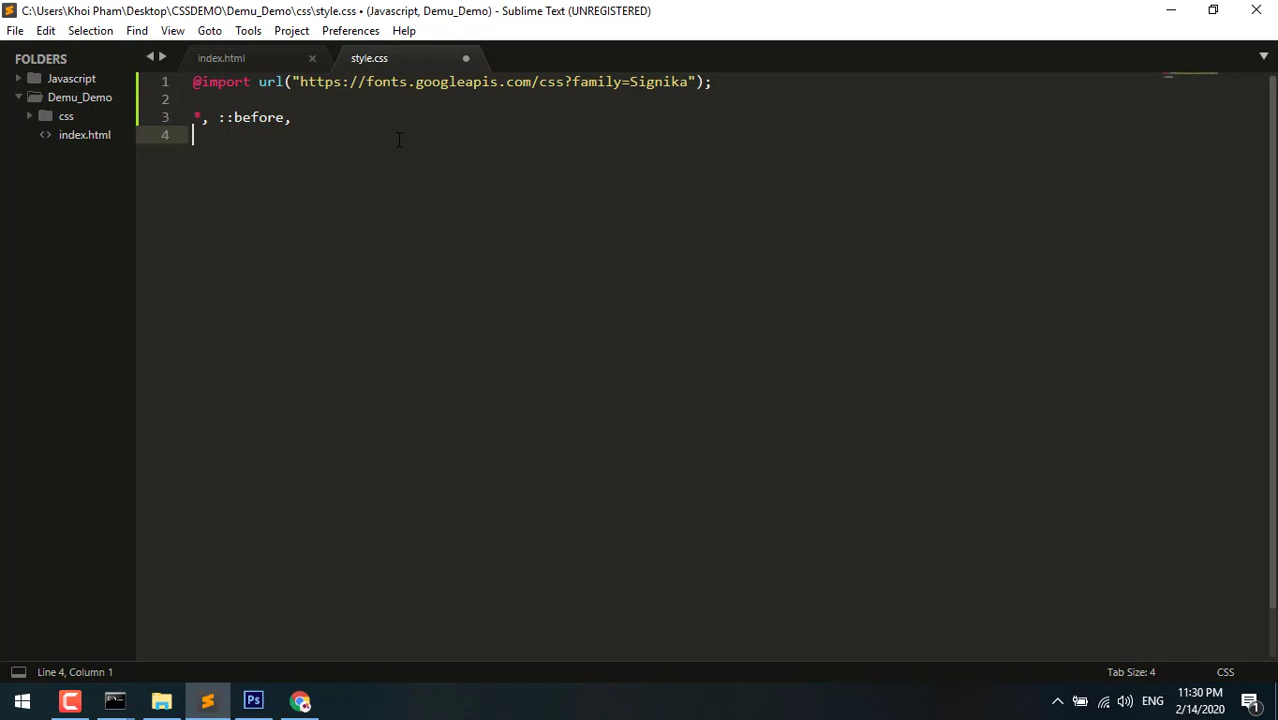 C:\Users\Khoi Pham\Desktop\CSSDEMO\Demu_Demo\css\style.css • (Javascript, Demu_Demo) - Sublime Text (UNREGISTERED)
File Edit Selection Find View Goto Tools Project Preferences Help
FOLDERS
Javascript
Demu_Demo
css
index.html
index.html style.css
1 @import url("https://fonts.googleapis.com/css?family=Signika");
2
3 *, ::before,
4
Line 4, Column 1 Tab Size: 4 CSS
Ps ENG 11:30 PM
2/14/2020 1